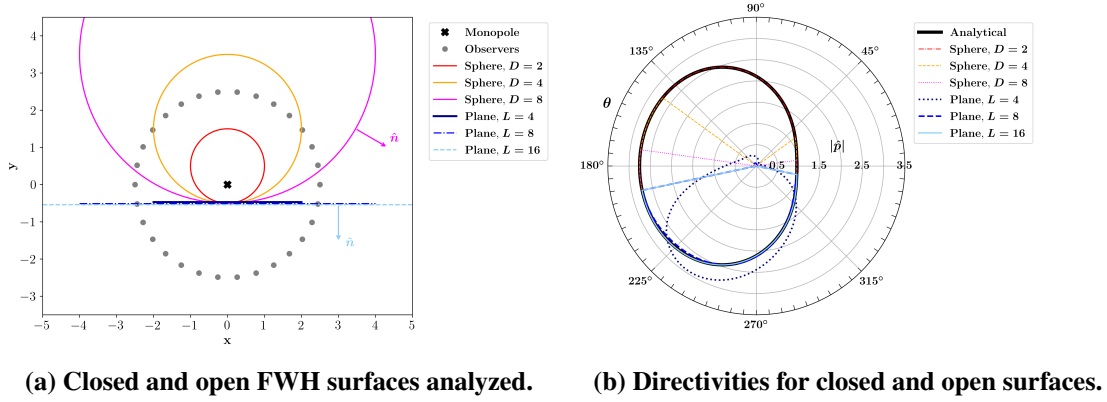 4
3
2
1
0
−1
−2
−3
y
−5 −4 −3 −2 −1 0 1 2 3 4 5
x
n̂
n̂
Monopole
Observers
Sphere, D = 2
Sphere, D = 4
Sphere, D = 8
Plane, L = 4
Plane, L = 8
Plane, L = 16
90°
135° 45°
θ
|p̂|
180° 0.5 1.5 2.5 3.5
225° 315°
270°
Analytical
Sphere, D = 2
Sphere, D = 4
Sphere, D = 8
Plane, L = 4
Plane, L = 8
Plane, L = 16
(a) Closed and open FWH surfaces analyzed.
(b) Directivities for closed and open surfaces.